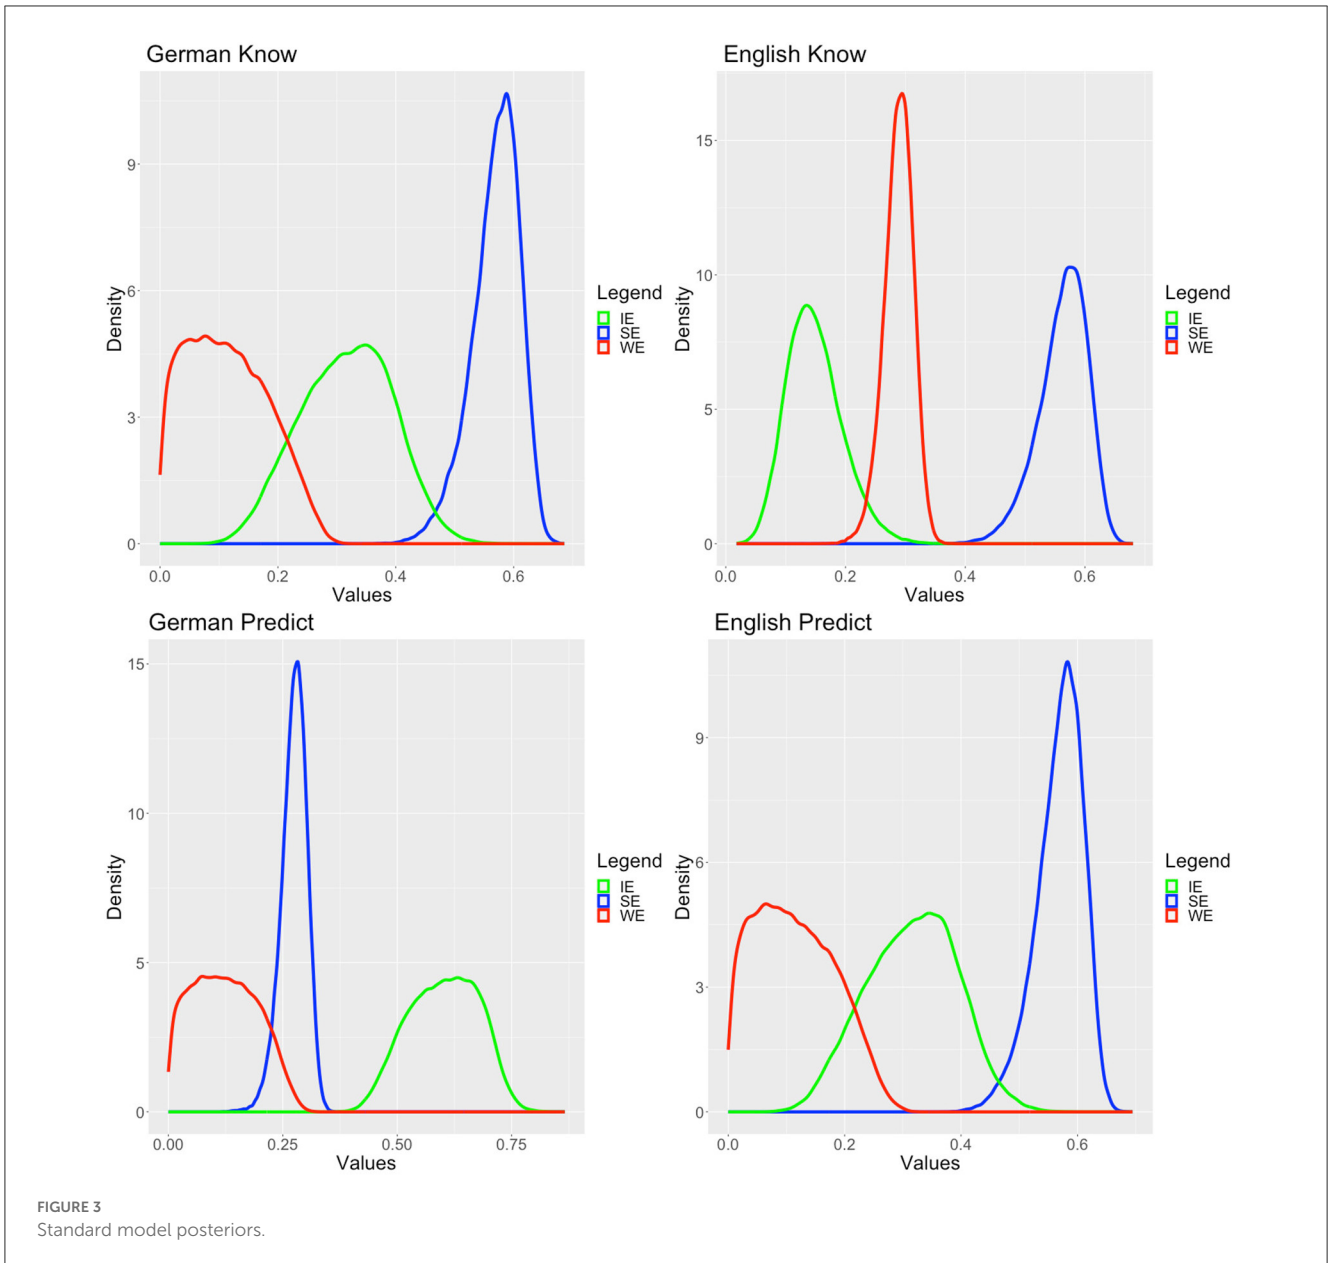 German Know
9
6
3
0
Density
0.0 0.2 0.4 0.6
Values
Legend
IE
SE
WE
English Know
15
10
5
0
Density
0.0 0.2 0.4 0.6
Values
Legend
IE
SE
WE
German Predict
15
10
5
0
Density
0.00 0.25 0.50 0.75
Values
Legend
IE
SE
WE
English Predict
9
6
3
0
Density
0.0 0.2 0.4 0.6
Values
Legend
IE
SE
WE
FIGURE 3
Standard model posteriors.